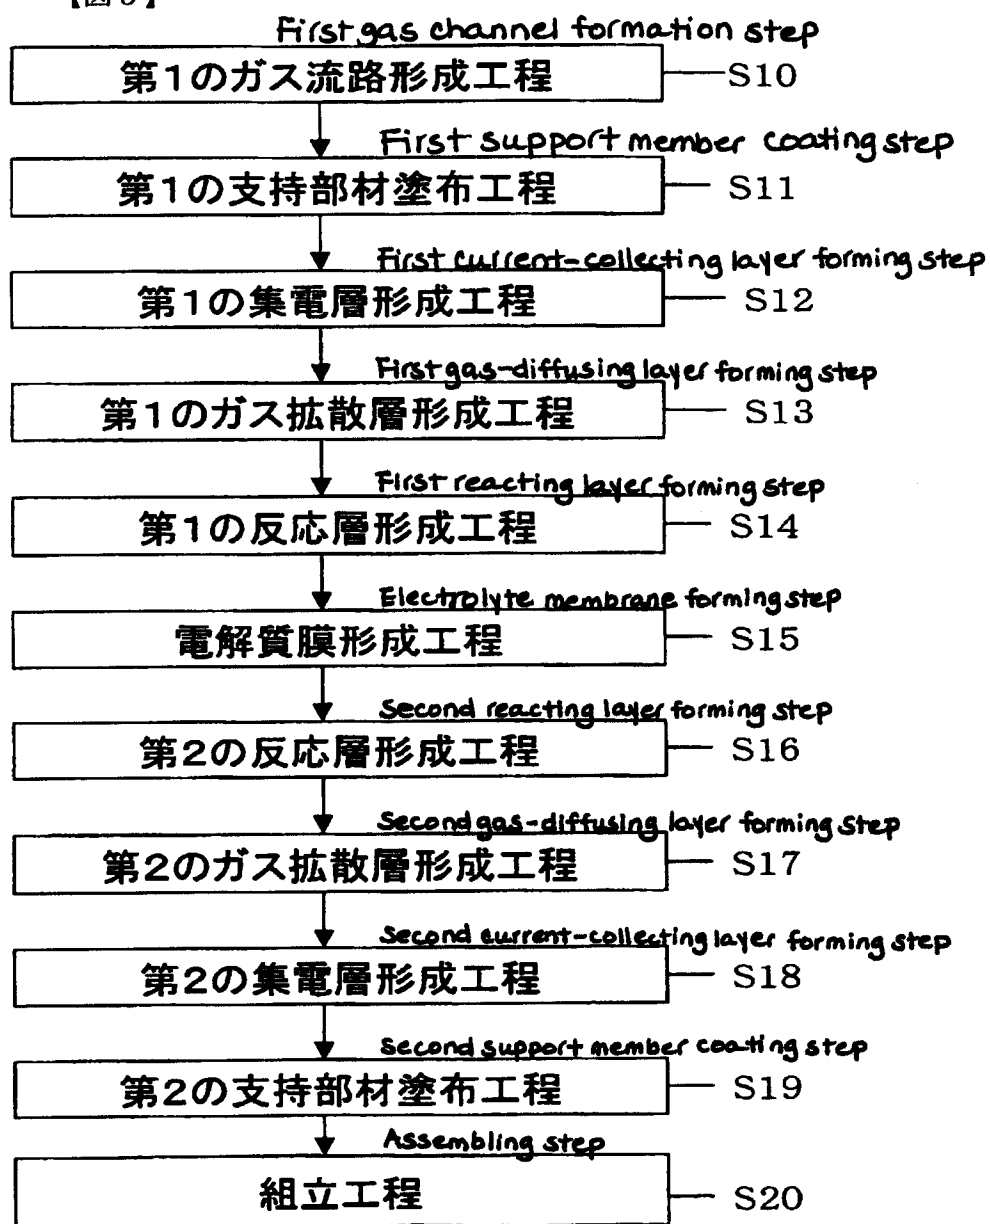 First gas channel formation step
第1のガス流路形成工程 S10
First support member coating step
第1の支持部材塗布工程 S11
First current-collecting layer forming step
第1の集電層形成工程 S12
First gas-diffusing layer forming step
第1のガス拡散層形成工程 S13
First reacting layer forming step
第1の反応層形成工程 S14
Electrolyte membrane forming step
電解質膜形成工程 S15
Second reacting layer forming step
第2の反応層形成工程 S16
Second gas-diffusing layer forming step
第2のガス拡散層形成工程 S17
Second current-collecting layer forming step
第2の集電層形成工程 S18
Second support member coating step
第2の支持部材塗布工程 S19
Assembling step
組立工程 S20